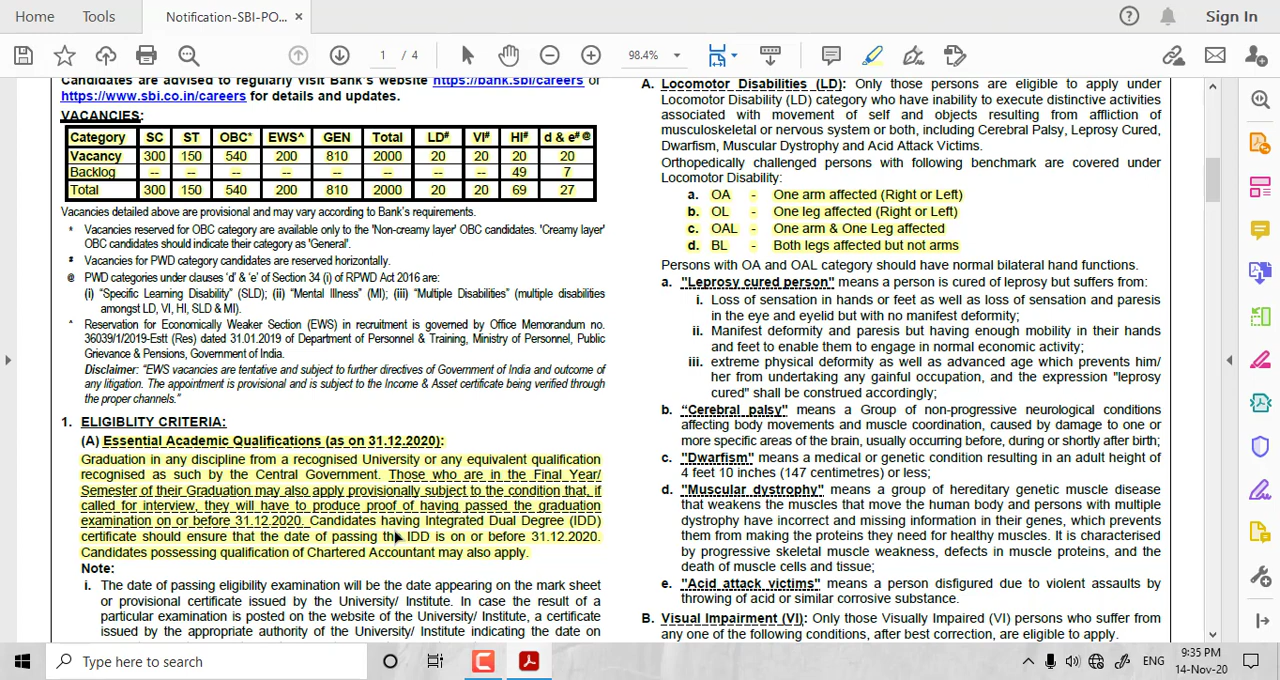 Home
Tools
Notification-SBI-PO... ×
Sign In
1 / 4
98.4%
Candidates are advised to regularly visit Bank's website https://bank.sbi/careers or
https://www.sbi.co.in/careers for details and updates.
VACANCIES:
Category SC ST OBC* EWS^ GEN Total LD# VI# HI# d & e# @
Vacancy 300 150 540 200 810 2000 20 20 20 20
Backlog -- -- -- -- -- -- -- -- 49 7
Total 300 150 540 200 810 2000 20 20 69 27
Vacancies detailed above are provisional and may vary according to Bank's requirements.
* Vacancies reserved for OBC category are available only to the 'Non-creamy layer' OBC candidates. 'Creamy layer'
OBC candidates should indicate their category as 'General'.
# Vacancies for PWD category candidates are reserved horizontally.
@ PWD categories under clauses 'd' & 'e' of Section 34 (i) of RPWD Act 2016 are:
(i) “Specific Learning Disability” (SLD); (ii) “Mental Illness” (MI); (iii) “Multiple Disabilities” (multiple disabilities
amongst LD, VI, HI, SLD & MI).
^ Reservation for Economically Weaker Section (EWS) in recruitment is governed by Office Memorandum no.
36039/1/2019-Estt (Res) dated 31.01.2019 of Department of Personnel & Training, Ministry of Personnel, Public
Grievance & Pensions, Government of India.
Disclaimer: “EWS vacancies are tentative and subject to further directives of Government of India and outcome of
any litigation. The appointment is provisional and is subject to the Income & Asset certificate being verified through
the proper channels.”
1. ELIGIBLITY CRITERIA:
(A) Essential Academic Qualifications (as on 31.12.2020):
Graduation in any discipline from a recognised University or any equivalent qualification
recognised as such by the Central Government. Those who are in the Final Year/
Semester of their Graduation may also apply provisionally subject to the condition that, if
called for interview, they will have to produce proof of having passed the graduation
examination on or before 31.12.2020. Candidates having Integrated Dual Degree (IDD)
certificate should ensure that the date of passing the IDD is on or before 31.12.2020.
Candidates possessing qualification of Chartered Accountant may also apply.
Note:
i. The date of passing eligibility examination will be the date appearing on the mark sheet
or provisional certificate issued by the University/ Institute. In case the result of a
particular examination is posted on the website of the University/ Institute, a certificate
issued by the appropriate authority of the University/ Institute indicating the date on
A. Locomotor Disabilities (LD): Only those persons are eligible to apply under
Locomotor Disability (LD) category who have inability to execute distinctive activities
associated with movement of self and objects resulting from affliction of
musculoskeletal or nervous system or both, including Cerebral Palsy, Leprosy Cured,
Dwarfism, Muscular Dystrophy and Acid Attack Victims.
Orthopedically challenged persons with following benchmark are covered under
Locomotor Disability:
a. OA - One arm affected (Right or Left)
b. OL - One leg affected (Right or Left)
c. OAL - One arm & One Leg affected
d. BL - Both legs affected but not arms
Persons with OA and OAL category should have normal bilateral hand functions.
a. "Leprosy cured person" means a person is cured of leprosy but suffers from:
i. Loss of sensation in hands or feet as well as loss of sensation and paresis
in the eye and eyelid but with no manifest deformity;
ii. Manifest deformity and paresis but having enough mobility in their hands
and feet to enable them to engage in normal economic activity;
iii. extreme physical deformity as well as advanced age which prevents him/
her from undertaking any gainful occupation, and the expression "leprosy
cured" shall be construed accordingly;
b. “Cerebral palsy” means a Group of non-progressive neurological conditions
affecting body movements and muscle coordination, caused by damage to one or
more specific areas of the brain, usually occurring before, during or shortly after birth;
c. "Dwarfism" means a medical or genetic condition resulting in an adult height of
4 feet 10 inches (147 centimetres) or less;
d. "Muscular dystrophy" means a group of hereditary genetic muscle disease
that weakens the muscles that move the human body and persons with multiple
dystrophy have incorrect and missing information in their genes, which prevents
them from making the proteins they need for healthy muscles. It is characterised
by progressive skeletal muscle weakness, defects in muscle proteins, and the
death of muscle cells and tissue;
e. "Acid attack victims" means a person disfigured due to violent assaults by
throwing of acid or similar corrosive substance.
B. Visual Impairment (VI): Only those Visually Impaired (VI) persons who suffer from
any one of the following conditions, after best correction, are eligible to apply.
Type here to search
ENG
9:35 PM
14-Nov-20